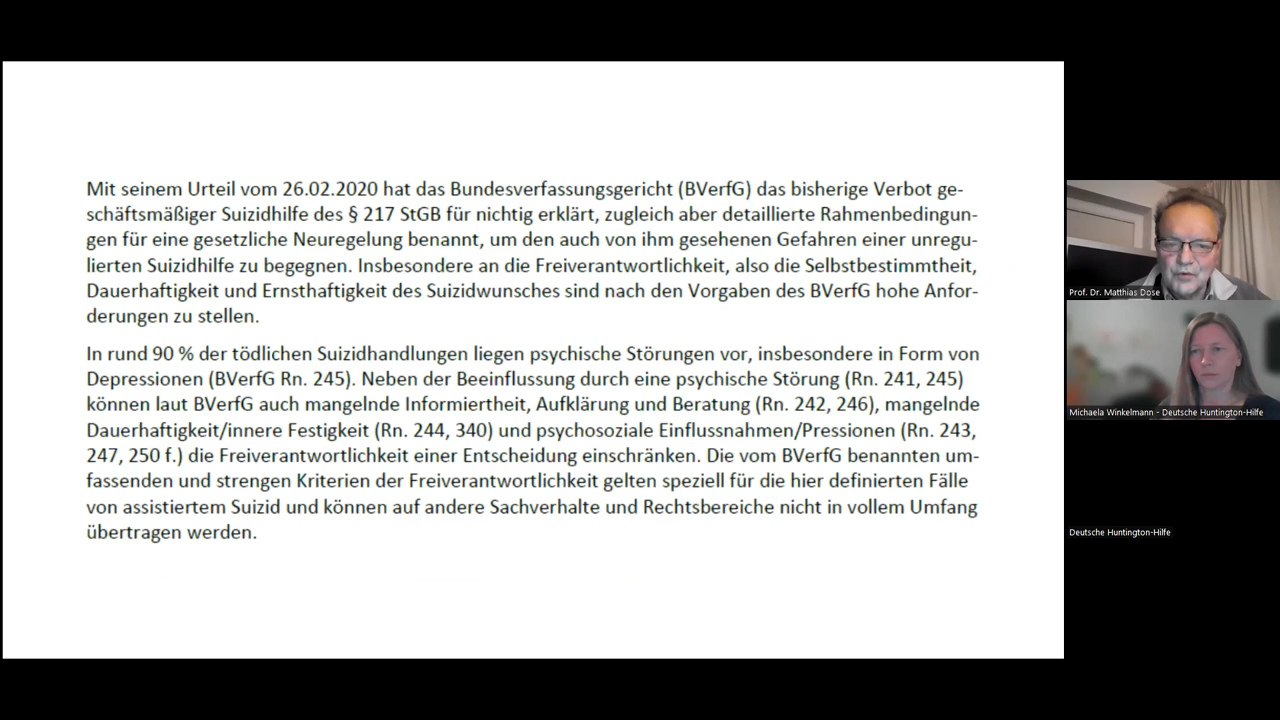 Mit seinem Urteil vom 26.02.2020 hat das Bundesverfassungsgericht (BVerfG) das bisherige Verbot ge-
schäftsmäßiger Suizidhilfe des § 217 StGB für nichtig erklärt, zugleich aber detaillierte Rahmenbedingun-
gen für eine gesetzliche Neuregelung benannt, um den auch von ihm gesehenen Gefahren einer unregu-
lierten Suizidhilfe zu begegnen. Insbesondere an die Freiverantwortlichkeit, also die Selbstbestimmtheit,
Dauerhaftigkeit und Ernsthaftigkeit des Suizidwunsches sind nach den Vorgaben des BVerfG hohe Anfor-
derungen zu stellen.
In rund 90 % der tödlichen Suizidhandlungen liegen psychische Störungen vor, insbesondere in Form von
Depressionen (BVerfG Rn. 245). Neben der Beeinflussung durch eine psychische Störung (Rn. 241, 245)
können laut BVerfG auch mangelnde Informiertheit, Aufklärung und Beratung (Rn. 242, 246), mangelnde
Dauerhaftigkeit/innere Festigkeit (Rn. 244, 340) und psychosoziale Einflussnahmen/Pressionen (Rn. 243,
247, 250 f.) die Freiverantwortlichkeit einer Entscheidung einschränken. Die vom BVerfG benannten um-
fassenden und strengen Kriterien der Freiverantwortlichkeit gelten speziell für die hier definierten Fälle
von assistiertem Suizid und können auf andere Sachverhalte und Rechtsbereiche nicht in vollem Umfang
übertragen werden.
Prof. Dr. Matthias Dose
Michaela Winkelmann - Deutsche Huntington-Hilfe
Deutsche Huntington-Hilfe